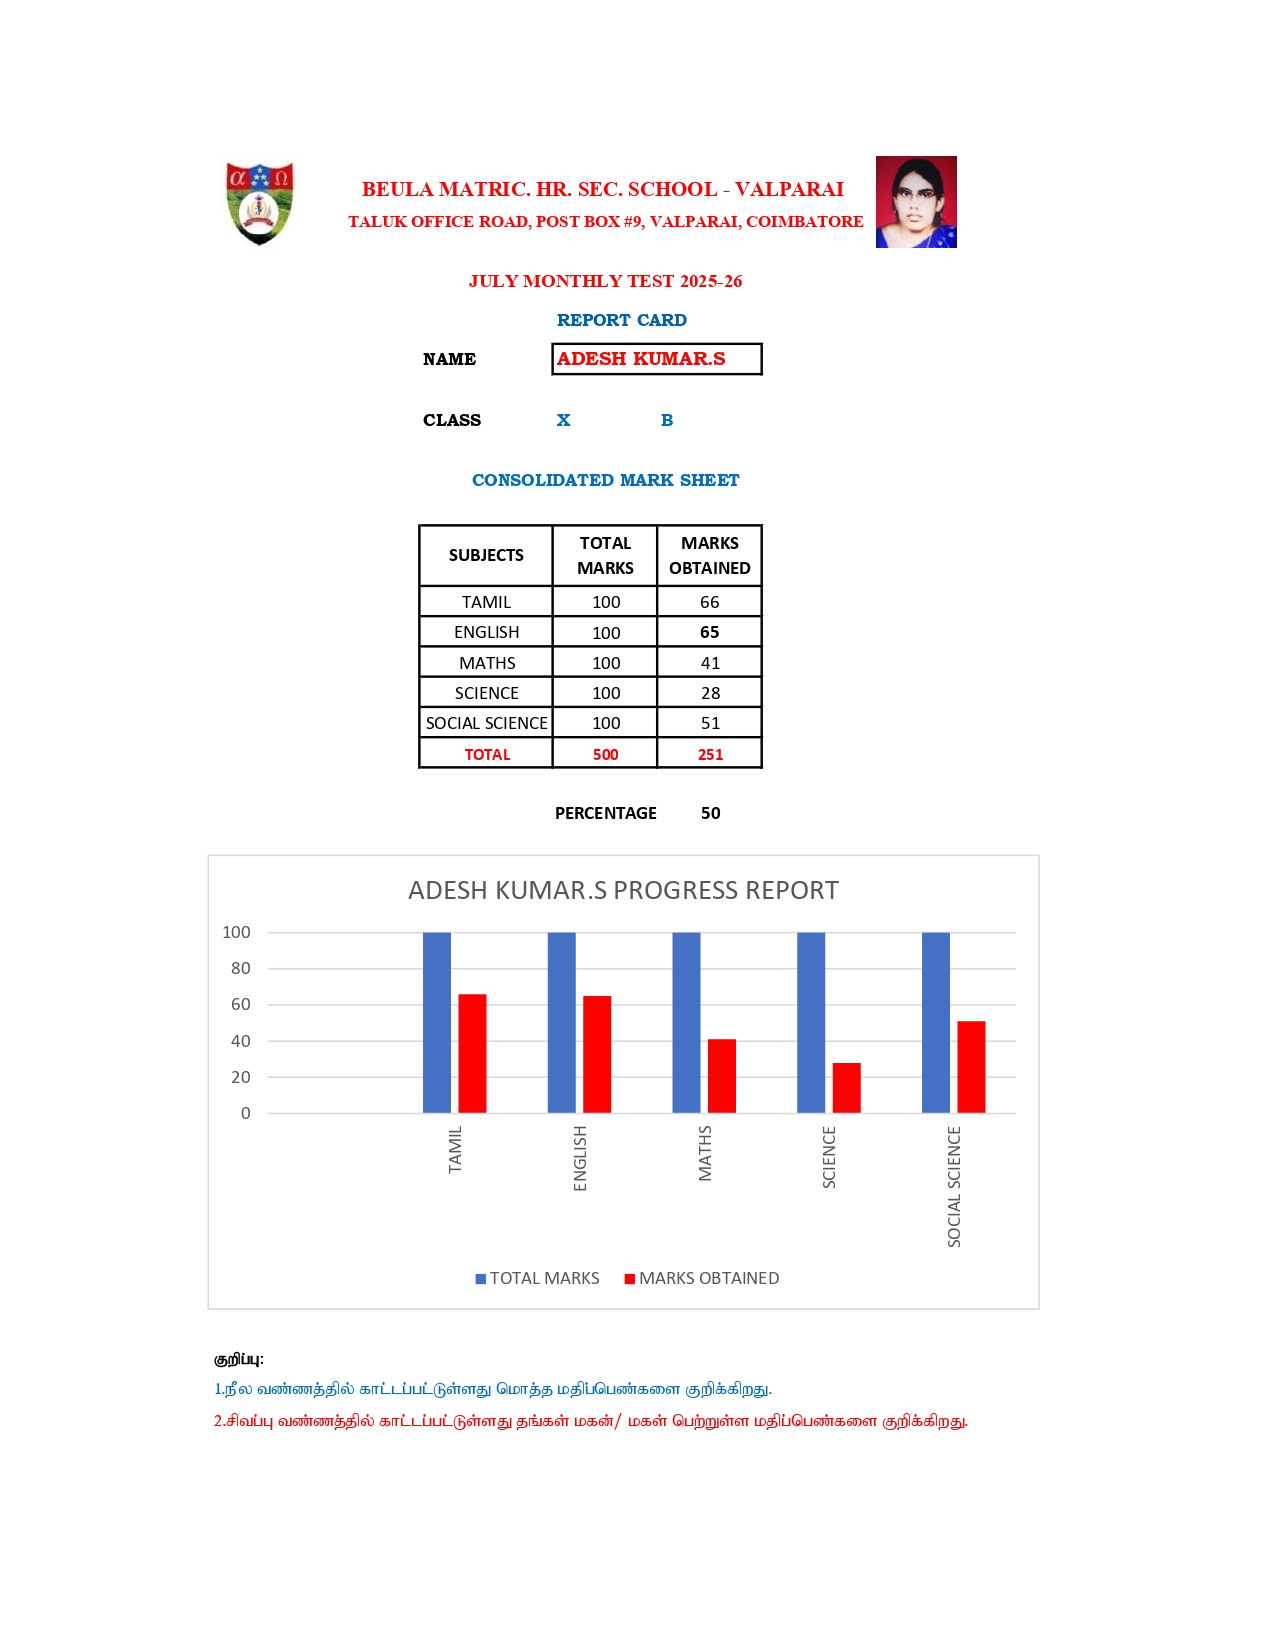 α Ω
BEULA MATRIC. HR. SEC. SCHOOL - VALPARAI
TALUK OFFICE ROAD, POST BOX #9, VALPARAI, COIMBATORE
JULY MONTHLY TEST 2025-26
REPORT CARD
NAME ADESH KUMAR.S
CLASS X B
CONSOLIDATED MARK SHEET
SUBJECTS TOTAL MARKS MARKS OBTAINED
TAMIL 100 66
ENGLISH 100 65
MATHS 100 41
SCIENCE 100 28
SOCIAL SCIENCE 100 51
TOTAL 500 251
PERCENTAGE 50
ADESH KUMAR.S PROGRESS REPORT
100
80
60
40
20
0
TAMIL ENGLISH MATHS SCIENCE SOCIAL SCIENCE
TOTAL MARKS MARKS OBTAINED
குறிப்பு:
1.நீல வண்ணத்தில் காட்டப்பட்டுள்ளது மொத்த மதிப்பெண்களை குறிக்கிறது.
2.சிவப்பு வண்ணத்தில் காட்டப்பட்டுள்ளது தங்கள் மகன்/ மகள் பெற்றுள்ள மதிப்பெண்களை குறிக்கிறது.